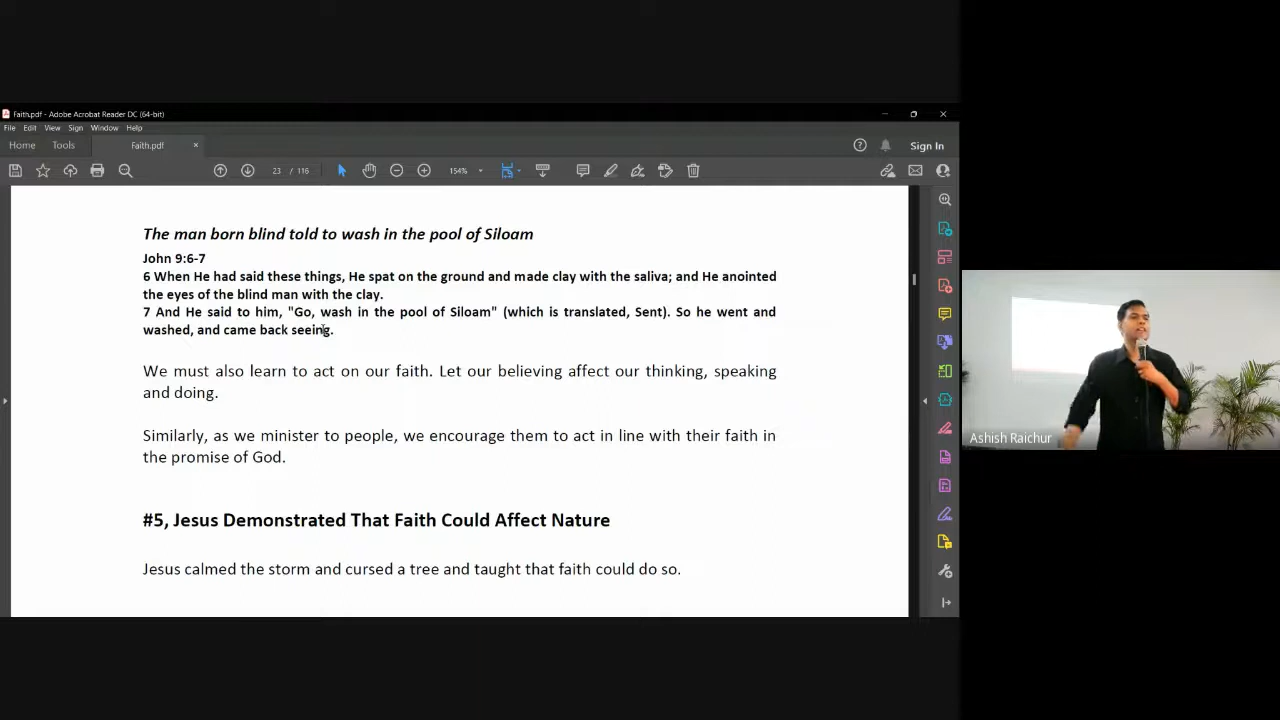 Faith.pdf - Adobe Acrobat Reader DC (64-bit)
File Edit View Sign Window Help
Home Tools Faith.pdf × Sign In
23 / 116 154%
The man born blind told to wash in the pool of Siloam
John 9:6-7
6 When He had said these things, He spat on the ground and made clay with the saliva; and He anointed
the eyes of the blind man with the clay.
7 And He said to him, "Go, wash in the pool of Siloam" (which is translated, Sent). So he went and
washed, and came back seeing.
We must also learn to act on our faith. Let our believing affect our thinking, speaking
and doing.
Similarly, as we minister to people, we encourage them to act in line with their faith in
the promise of God.
#5, Jesus Demonstrated That Faith Could Affect Nature
Jesus calmed the storm and cursed a tree and taught that faith could do so.
Ashish Raichur